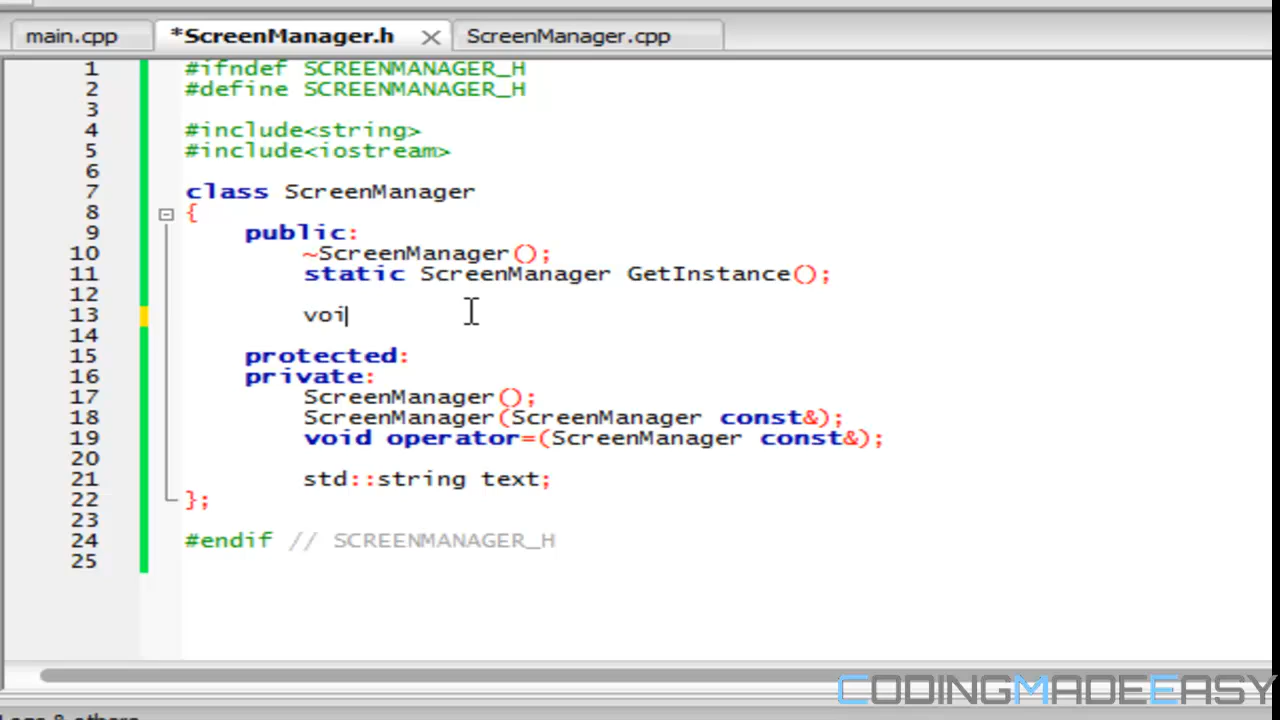 main.cpp *ScreenManager.h ScreenManager.cpp
1 #ifndef SCREENMANAGER_H
2 #define SCREENMANAGER_H
3
4 #include<string>
5 #include<iostream>
6
7 class ScreenManager
8 {
9 public:
10 ~ScreenManager();
11 static ScreenManager GetInstance();
12
13 voi
14
15 protected:
16 private:
17 ScreenManager();
18 ScreenManager(ScreenManager const&);
19 void operator=(ScreenManager const&);
20
21 std::string text;
22 };
23
24 #endif // SCREENMANAGER_H
25
CODINGMADEEASY
Logs & others